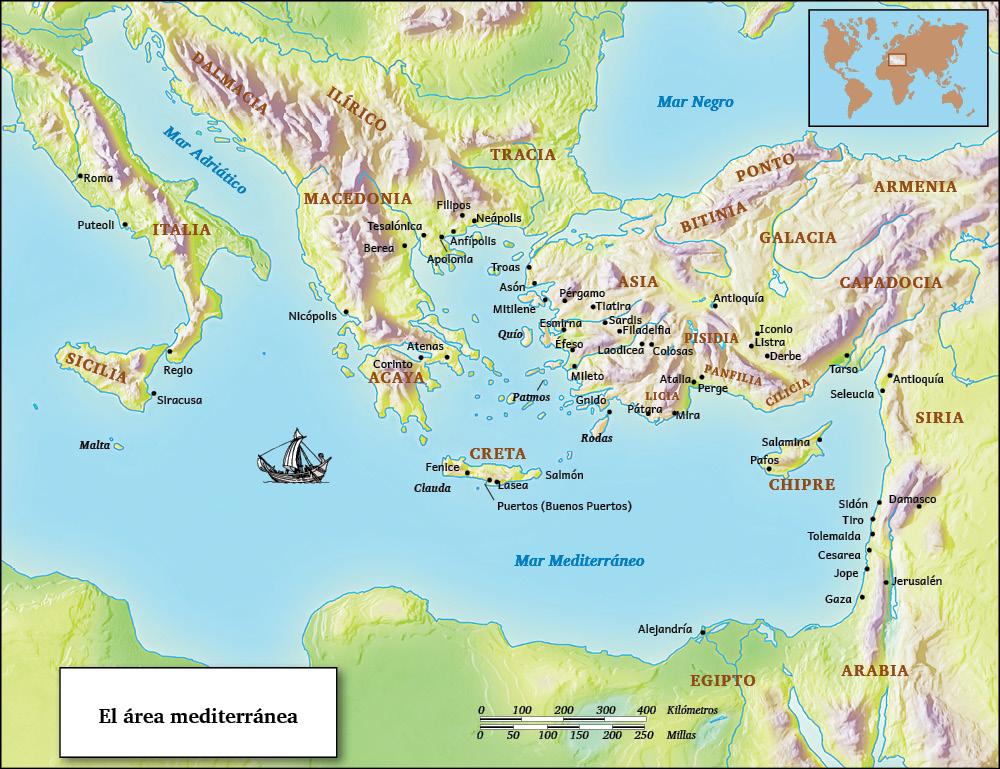 DALMACIA
ILÍRICO
Mar Negro
Mar Adriático
TRACIA
PONTO
ARMENIA
Roma
MACEDONIA
Filipos
BITINIA
Puteoli
ITALIA
Tesalónica
Neápolis
GALACIA
Berea
Anfípolls
Apolonia
Troas
Asón
ASIA
CAPADOCIA
Mitilene
Pérgamo
Tiatira
Antioquía
Nicópolis
Quío
Esmirna
Sardis
Filadelfia
PISIDIA
Iconio
Listra
Atenas
Éfeso
Laodicea
Colosas
Derbe
SICILIA
Regio
Corinto
ACAYA
Mileto
Atalia
PANFILIA
Perge
Tarso
CILICIA
Antioquía
Seleucia
Siracusa
Patmos
Gnido
LICIA
Pátara
Mira
SIRIA
Malta
Rodas
Salamina
CRETA
Fenice
Salmón
Pafos
CHIPRE
Clauda
Lasea
Puertos (Buenos Puertos)
Sidón
Damasco
Tiro
Tolemaida
Mar Mediterráneo
Cesarea
Jope
Jerusalén
Gaza
Alejandría
EGIPTO
ARABIA
El área mediterránea
0 100 200 300 400 Kilómetros
0 50 100 150 200 250 Millas